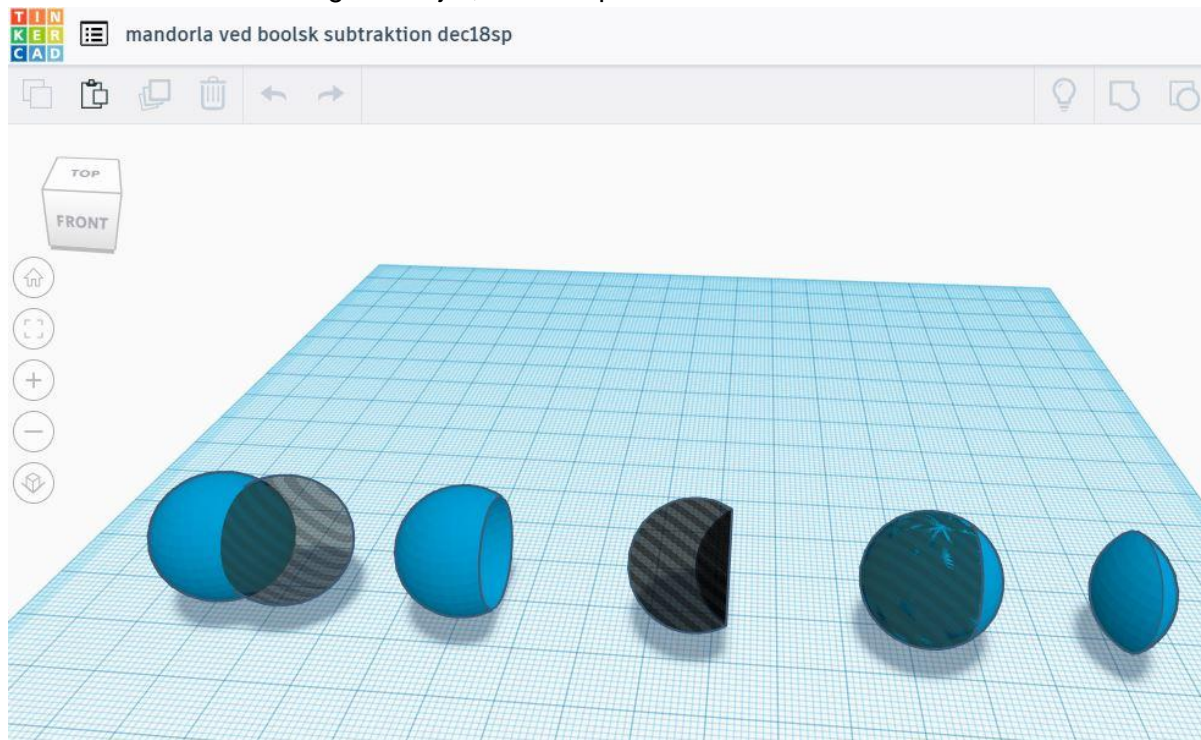 TIN
KER
CAD
mandorla ved boolsk subtraktion dec18sp
TOP
FRONT